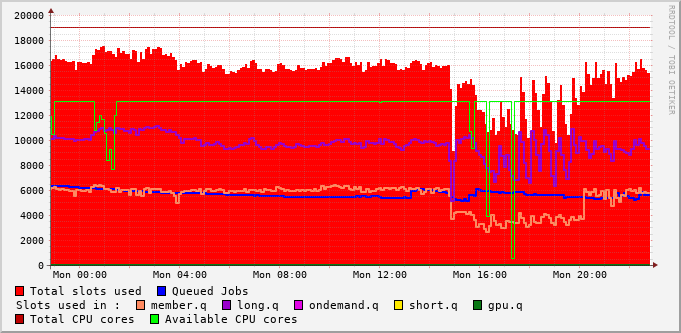 20000
18000
16000
14000
12000
10000
8000
6000
4000
2000
0
Mon 00:00 Mon 04:00 Mon 08:00 Mon 12:00 Mon 16:00 Mon 20:00
Total slots used Queued Jobs
Slots used in : member.q long.q ondemand.q short.q gpu.q
Total CPU cores Available CPU cores
RRDTOOL / TOBI OETIKER